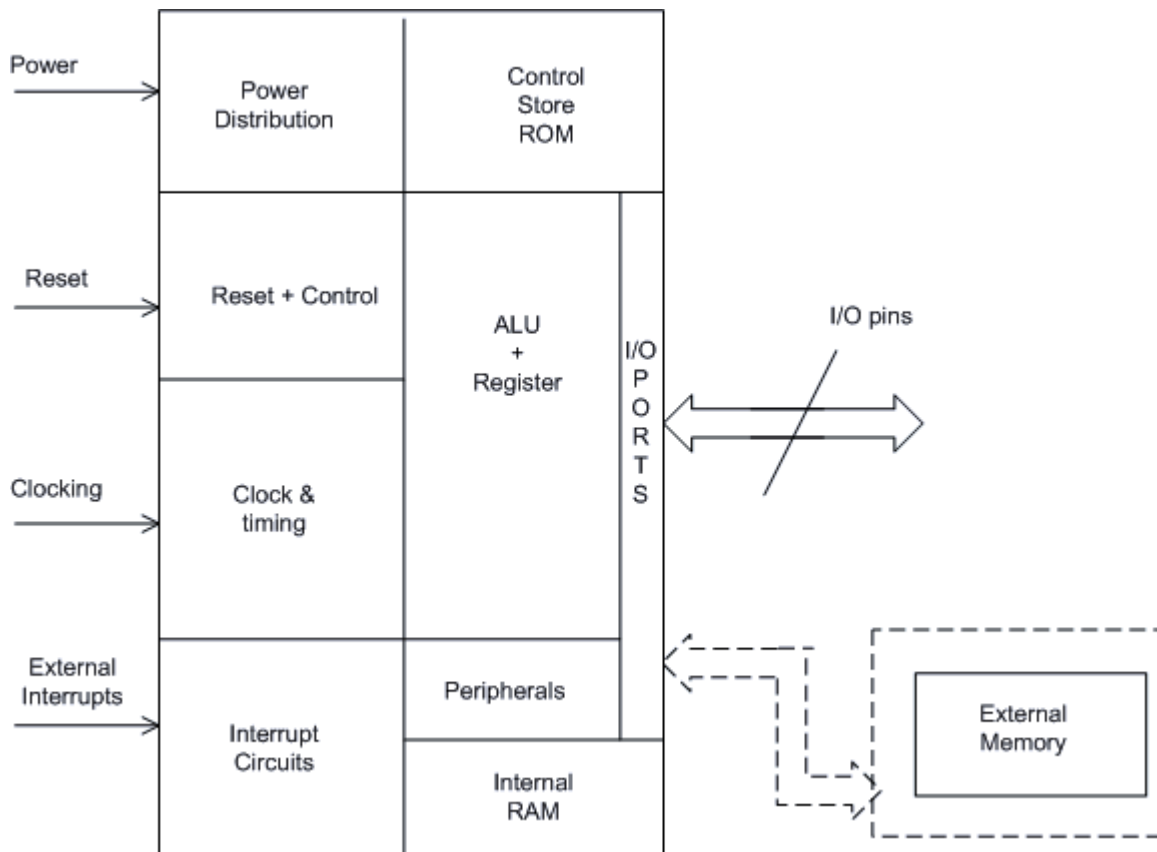 Power
Power
Distribution
Control
Store
ROM
Reset
Reset + Control
ALU
+
Register
I/O
P
O
R
T
S
I/O pins
Clocking
Clock &
timing
External
Interrupts
Interrupt
Circuits
Peripherals
Internal
RAM
External
Memory